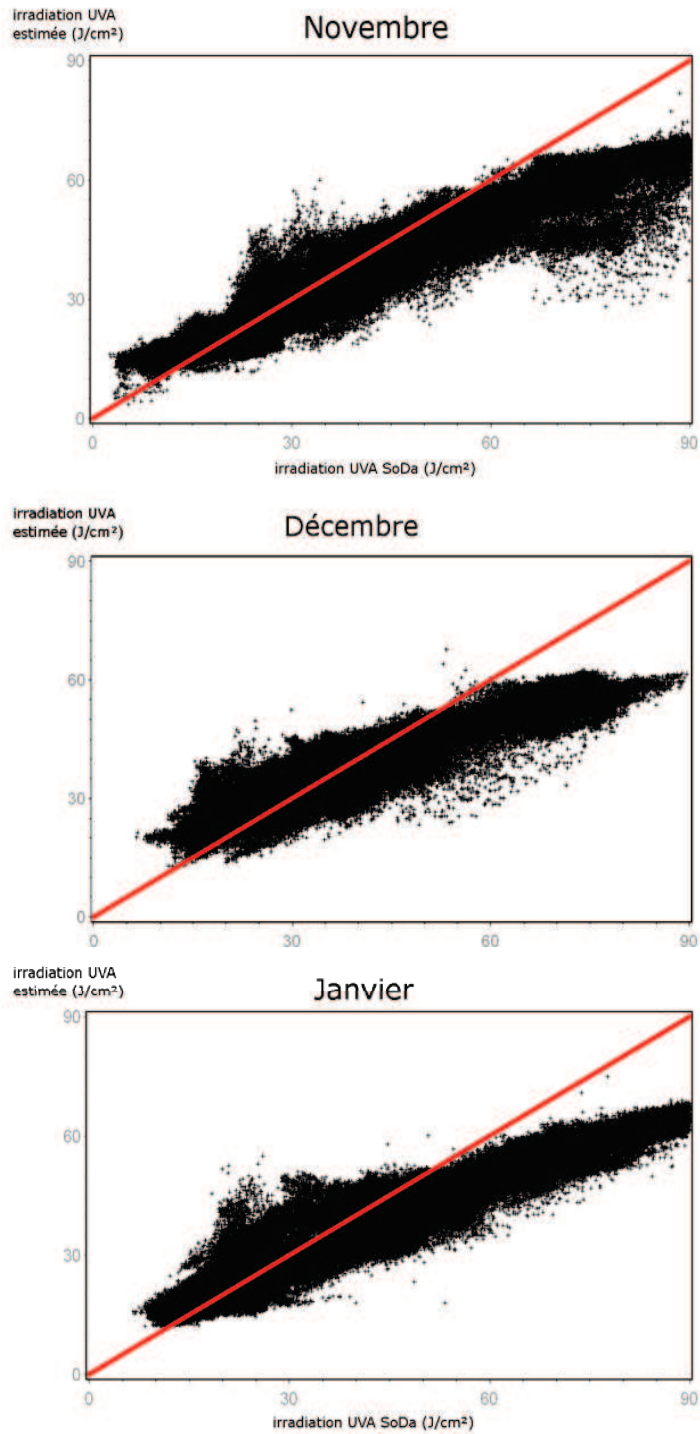 irradiation UVA
estimée (J/cm²)
Novembre
90
60
30
0
0
30
60
90
irradiation UVA SoDa (J/cm²)
irradiation UVA
estimée (J/cm²)
Décembre
90
60
30
0
0
30
60
90
irradiation UVA
estimée (J/cm²)
Janvier
90
60
30
0
0
30
60
90
irradiation UVA SoDa (J/cm²)